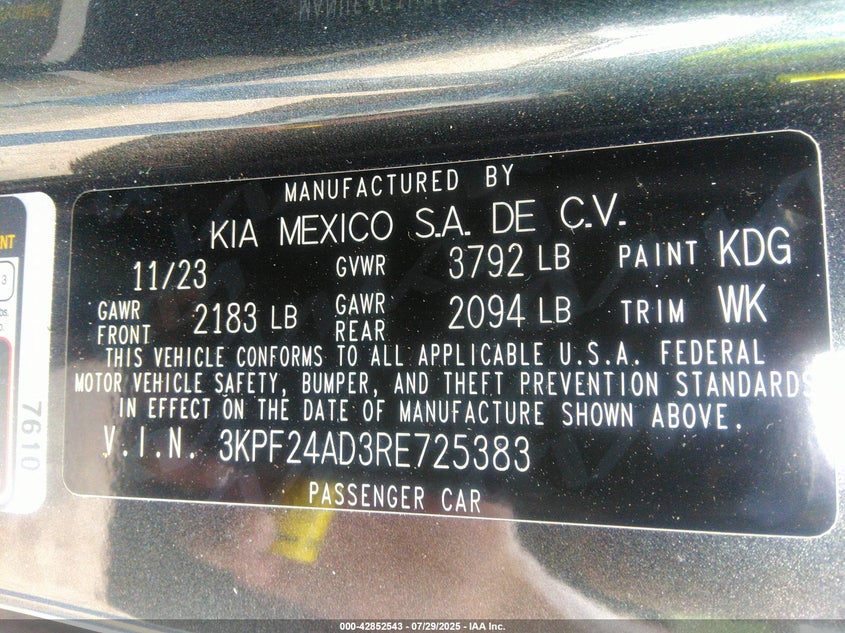 MANUFACTURED BY
KIA MEXICO S.A. DE C.V.
11/23 GVWR 3792 LB PAINT KDG
GAWR FRONT 2183 LB GAWR REAR 2094 LB TRIM WK
THIS VEHICLE CONFORMS TO ALL APPLICABLE U.S.A. FEDERAL
MOTOR VEHICLE SAFETY, BUMPER, AND THEFT PREVENTION STANDARDS
IN EFFECT ON THE DATE OF MANUFACTURE SHOWN ABOVE.
V.I.N. 3KPF24AD3RE725383
PASSENGER CAR
7610
000-42852543 / 07/29/2025 - IAA Inc.